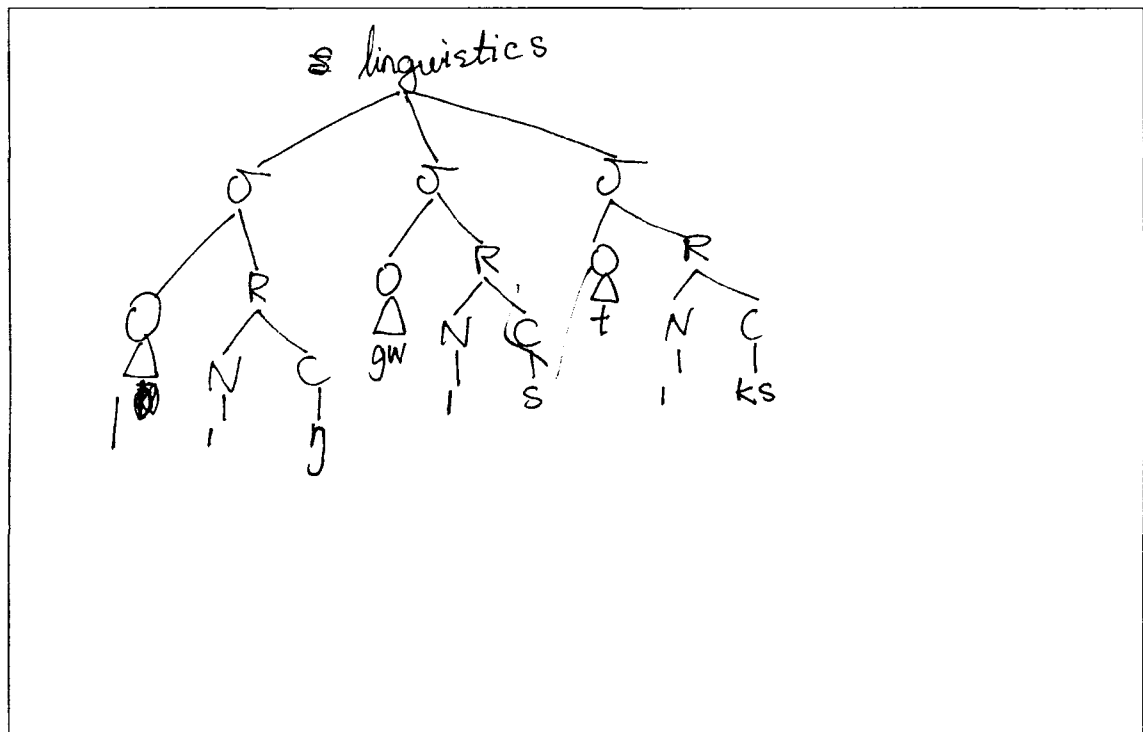 linguistics
σ σ σ
O R O R O R
N C gw N C t N C
l ı ŋ ı s ı ks